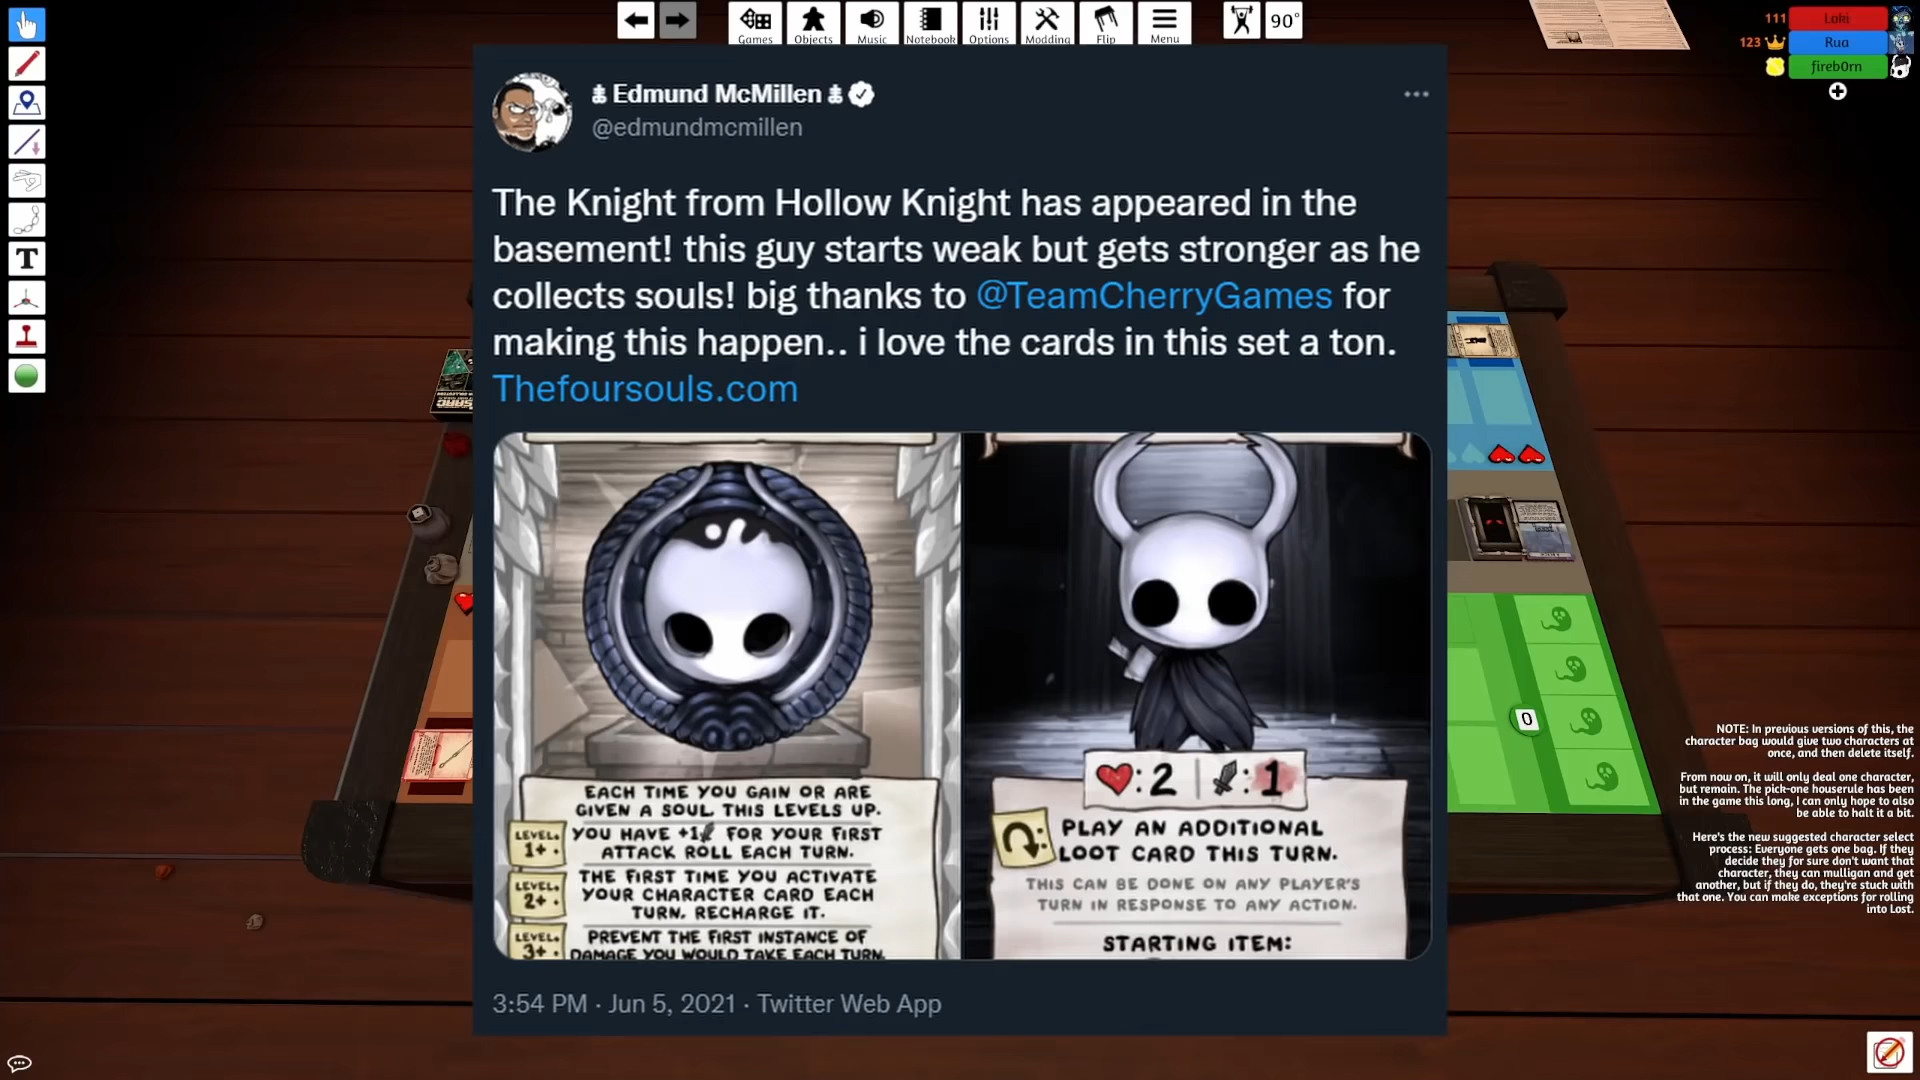 Games
Objects
Music
Notebook
Options
Modding
Flip
Menu
90°
111
Loki
123
Rua
fireb0rn
T
Edmund McMillen
@edmundmcmillen
The Knight from Hollow Knight has appeared in the
basement! this guy starts weak but gets stronger as he
collects souls! big thanks to @TeamCherryGames for
making this happen.. i love the cards in this set a ton.
Thefoursouls.com
EACH TIME YOU GAIN OR ARE
GIVEN A SOUL THIS LEVELS UP.
LEVEL 1+: YOU HAVE +1 FOR YOUR FIRST
ATTACK ROLL EACH TURN.
LEVEL 2+: THE FIRST TIME YOU ACTIVATE
YOUR CHARACTER CARD EACH
TURN, RECHARGE IT.
LEVEL 3+: PREVENT THE FIRST INSTANCE OF
DAMAGE YOU WOULD TAKE EACH TURN.
:2 | :1
PLAY AN ADDITIONAL
LOOT CARD THIS TURN.
THIS CAN BE DONE ON ANY PLAYER'S
TURN IN RESPONSE TO ANY ACTION.
STARTING ITEM:
3:54 PM · Jun 5, 2021 · Twitter Web App
0
NOTE: In previous versions of this, the
character bag would give two characters at
once, and then delete itself.
From now on, it will only deal one character,
but remain. The pick-one houserule has been
in the game this long, I can only hope to also
be able to halt it a bit.
Here's the new suggested character select
process: Everyone gets one bag. If they
decide they for sure don't want that
character, they can mulligan and get
another, but if they do, they're stuck with
that one. You can make exceptions for rolling
into Lost.